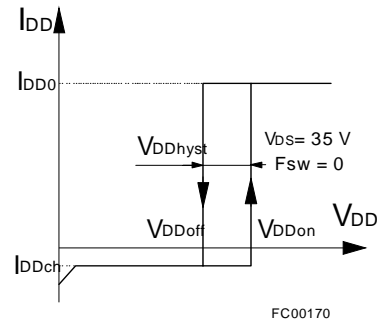 IDD
IDD0
VDDhyst
VDS= 35 V
Fsw = 0
VDDoff
VDDon
VDD
IDDch
FC00170